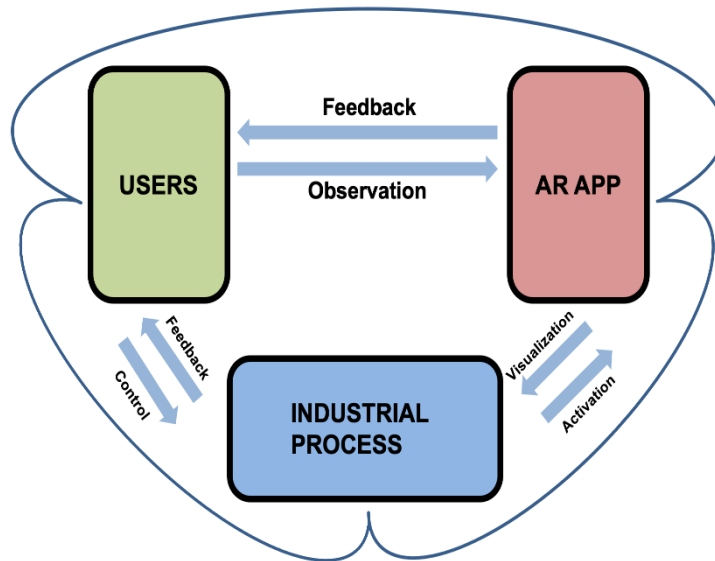 Feedback
USERS
AR APP
Observation
Feedback
Control
Visualization
Activation
INDUSTRIAL
PROCESS